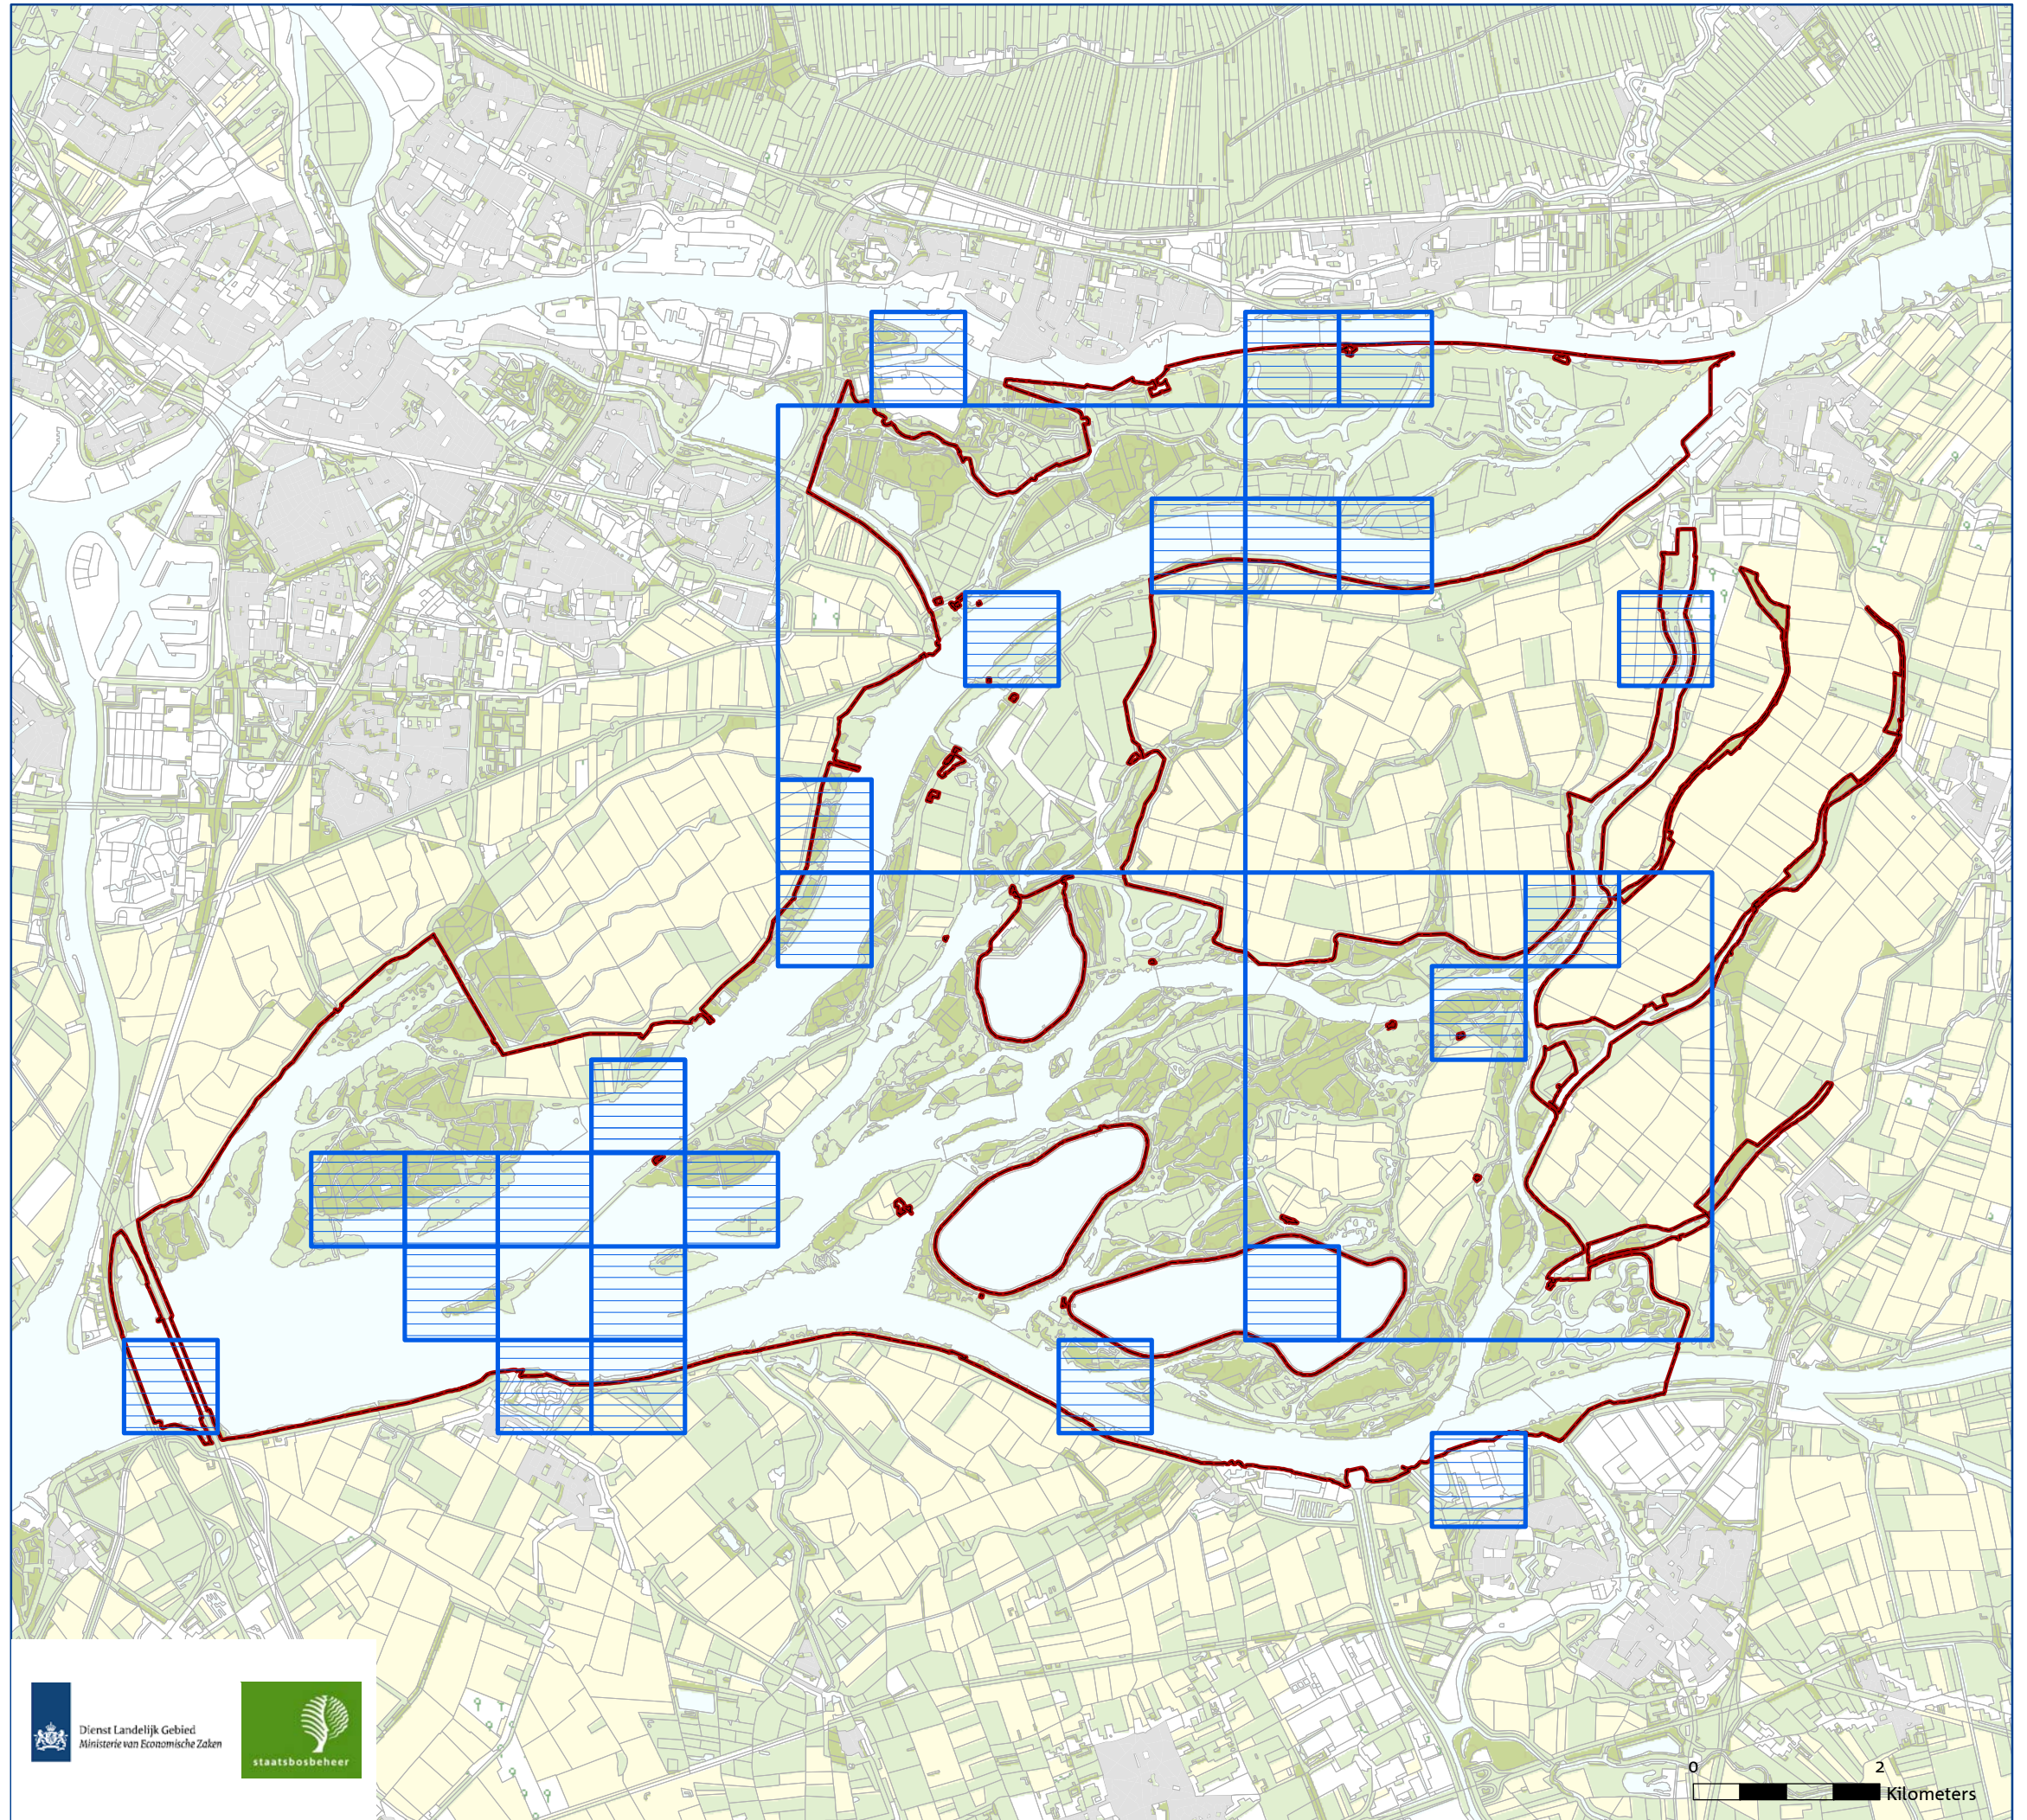 Dienst Landelijk Gebied
Ministerie van Economische Zaken
staatsbosbeheer
0 2
Kilometers